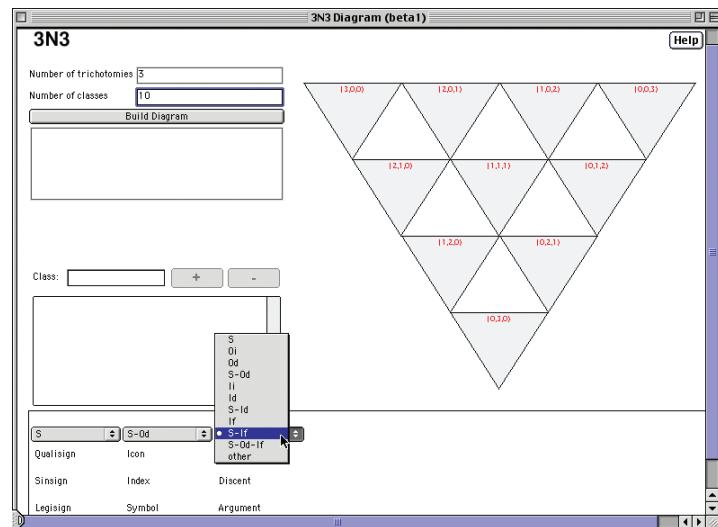 3N3 Diagram (beta1)
3N3
Help
Number of trichotomies 3
Number of classes 10
Build Diagram
(3,0,0) (2,0,1) (1,0,2) (0,0,3)
(2,1,0) (1,1,1) (0,1,2)
(1,2,0) (0,2,1)
(0,3,0)
Class: + -
S
Oi
Od
S-Od
Ii
Id
S-Id
If
S-If
S-Od-If
other
S S-Od
Qualisign Icon
Sinsign Index Discent
Legisign Symbol Argument